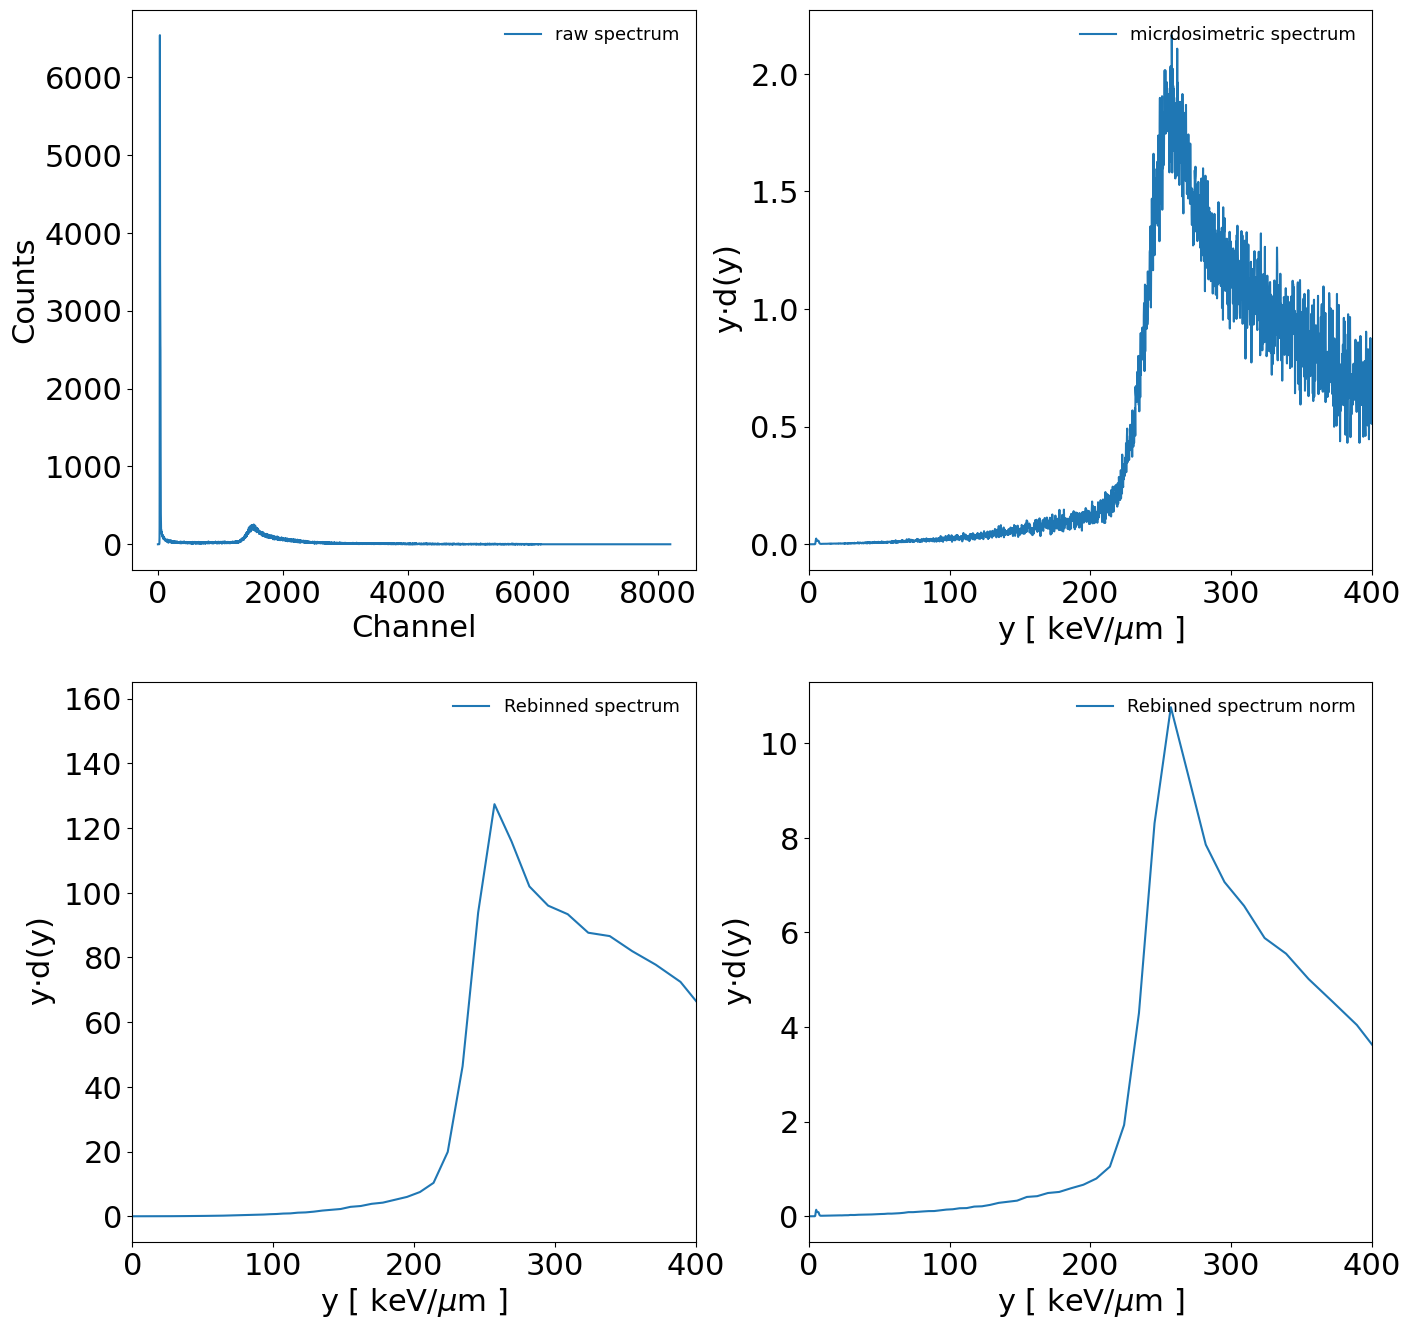 raw spectrum
6000
5000
4000
3000
2000
1000
0
Counts
0 2000 4000 6000 8000
Channel
micrdosimetric spectrum
2.0
1.5
1.0
0.5
0.0
y·d(y)
0 100 200 300 400
y [ keV/μm ]
Rebinned spectrum
160
140
120
100
80
60
40
20
0
y·d(y)
0 100 200 300 400
y [ keV/μm ]
Rebinned spectrum norm
10
8
6
4
2
0
y·d(y)
0 100 200 300 400
y [ keV/μm ]